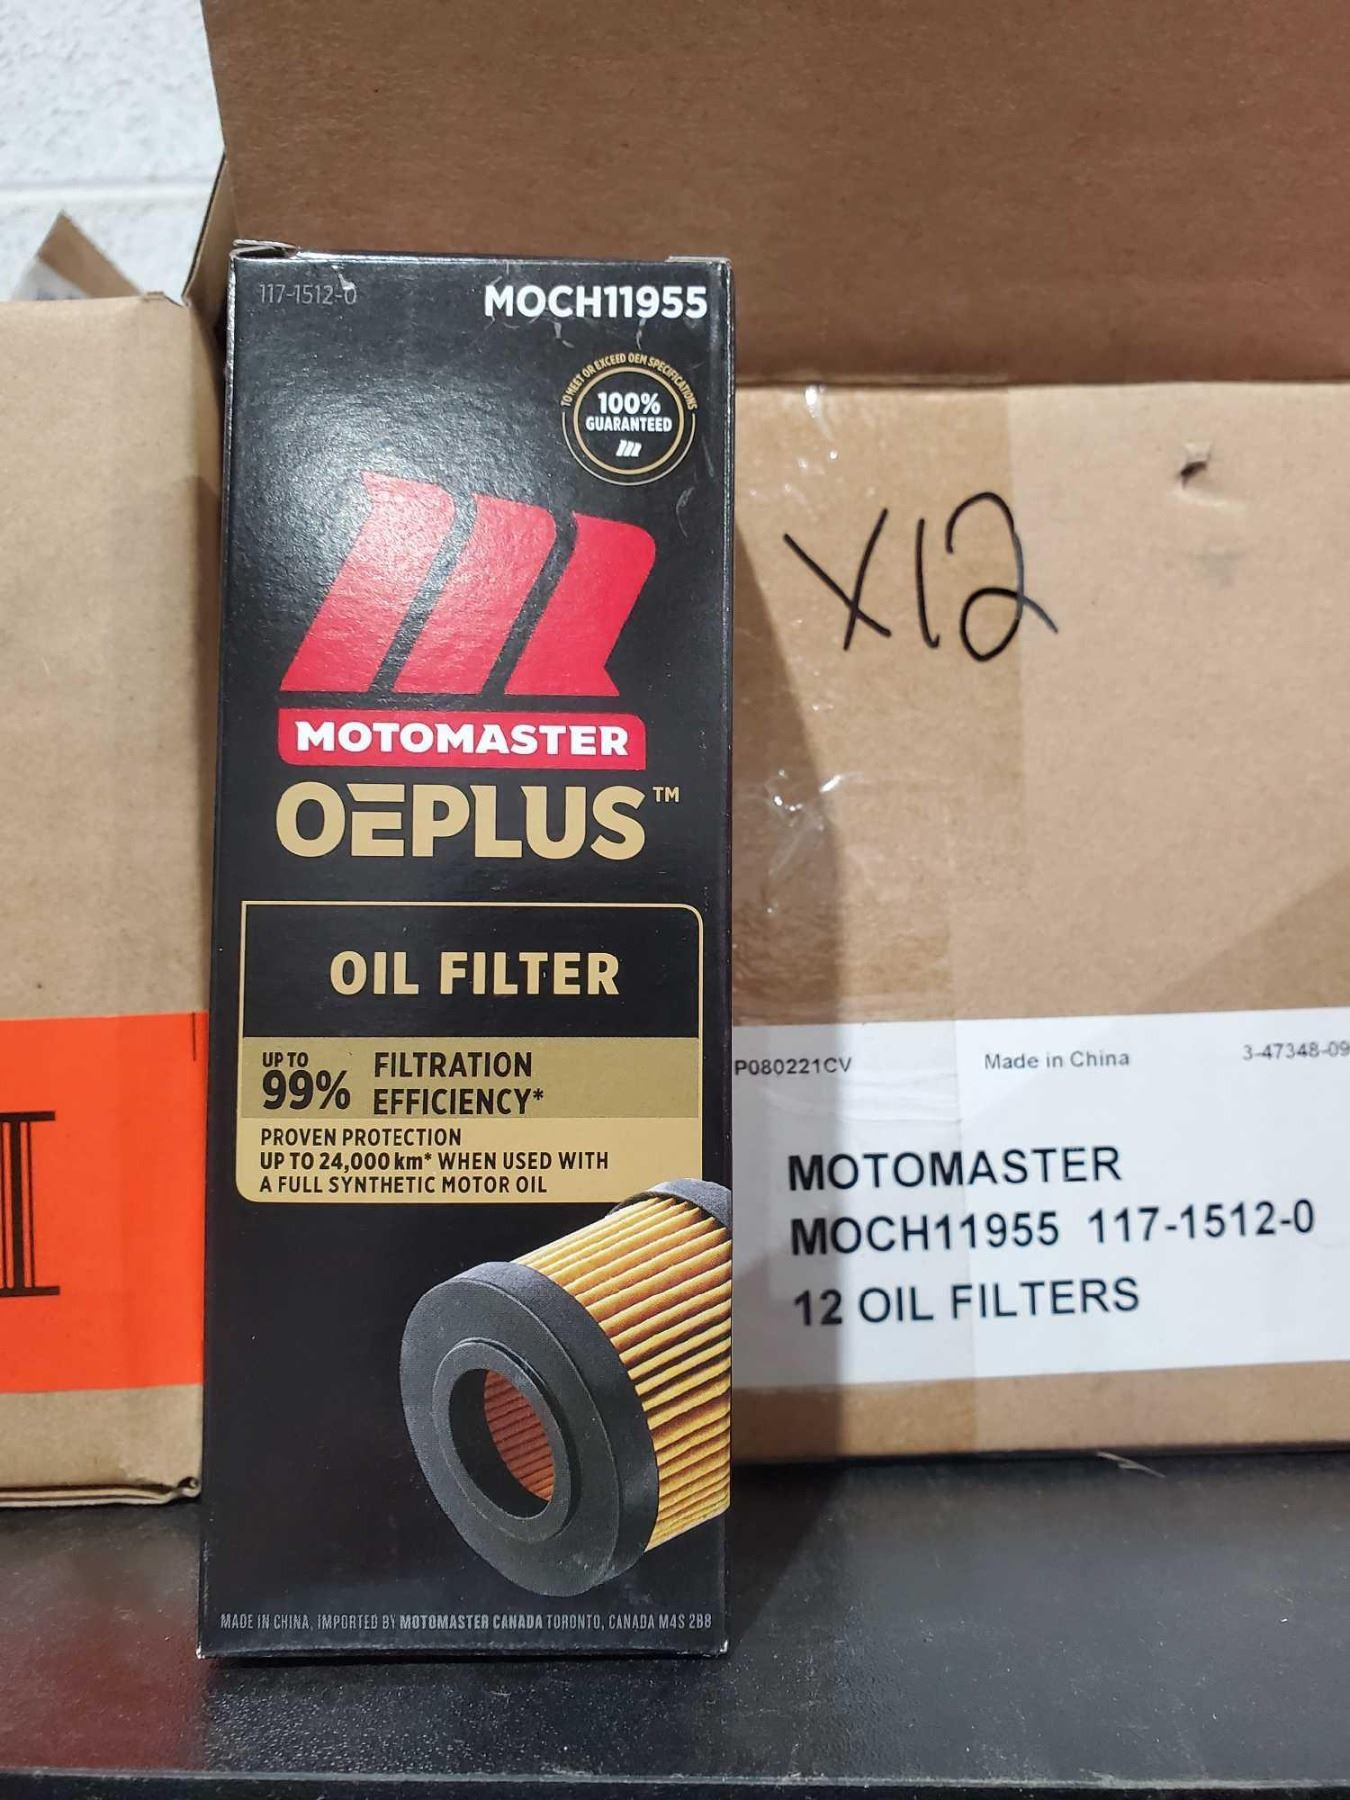 117-1512-0
MOCH11955
TO MEET OR EXCEED OEM SPECIFICATIONS
100%
GUARANTEED
MOTOMASTER
OEPLUS™
OIL FILTER
UP TO
99%
FILTRATION
EFFICIENCY*
PROVEN PROTECTION
UP TO 24,000 km* WHEN USED WITH
A FULL SYNTHETIC MOTOR OIL
MADE IN CHINA, IMPORTED BY MOTOMASTER CANADA TORONTO, CANADA M4S 2B8
X12
P080221CV
Made in China
3-47348-09
MOTOMASTER
MOCH11955 117-1512-0
12 OIL FILTERS